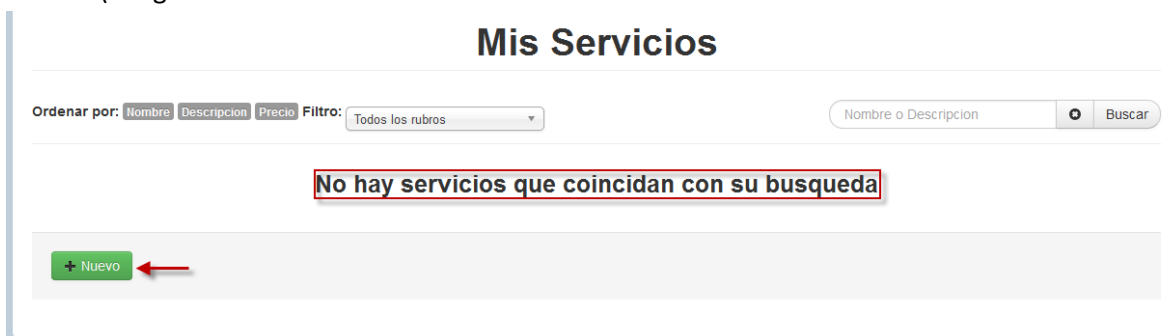 Mis Servicios
Ordenar por: Nombre Descripcion Precio Filtro: Todos los rubros Nombre o Descripcion Buscar
No hay servicios que coincidan con su busqueda
+ Nuevo